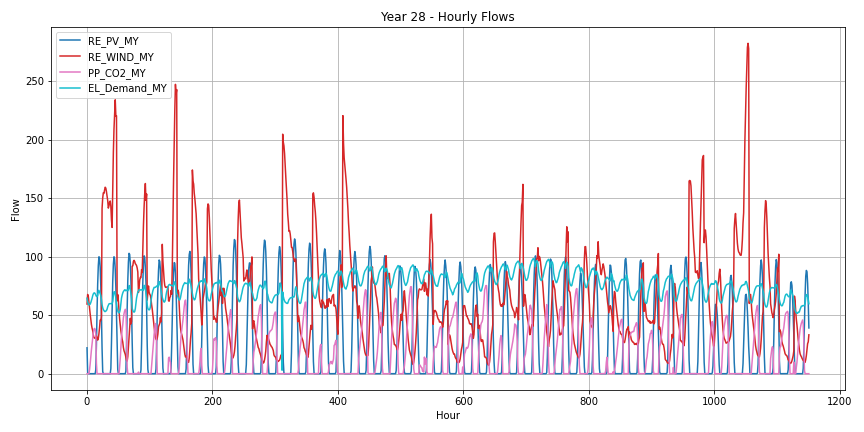 Year 28 - Hourly Flows
RE_PV_MY
RE_WIND_MY
PP_CO2_MY
EL_Demand_MY
250
200
150
100
50
0
Flow
0 200 400 600 800 1000 1200
Hour